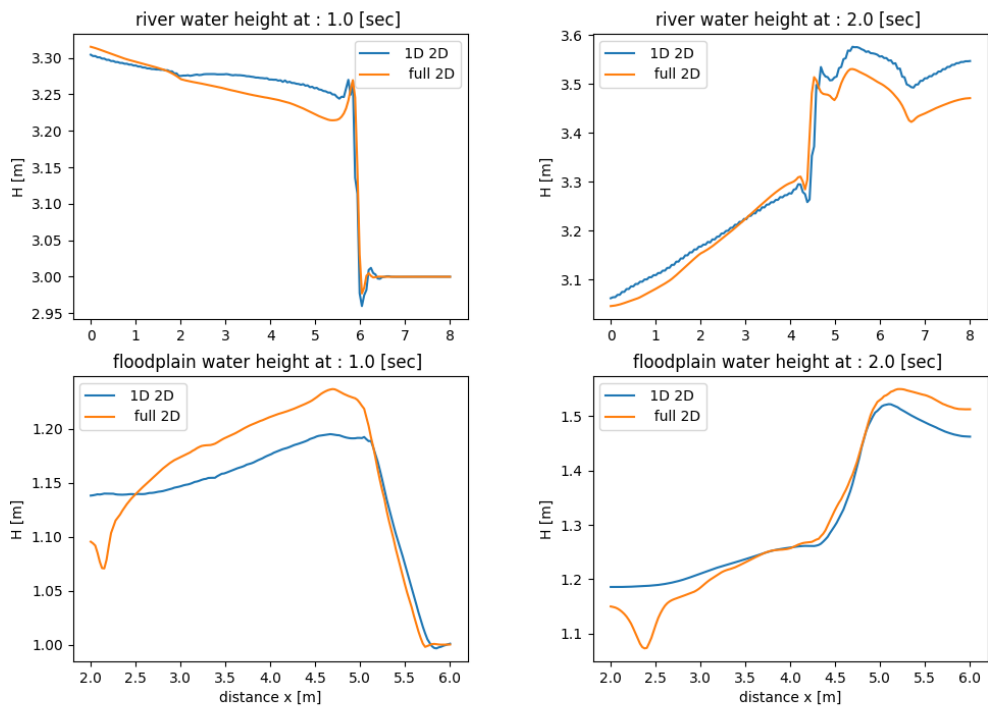 river water height at : 1.0 [sec]
H [m]
3.30
3.25
3.20
3.15
3.10
3.05
3.00
2.95
1D 2D
full 2D
0 1 2 3 4 5 6 7 8
river water height at : 2.0 [sec]
H [m]
3.6
3.5
3.4
3.3
3.2
3.1
1D 2D
full 2D
0 1 2 3 4 5 6 7 8
floodplain water height at : 1.0 [sec]
H [m]
1.20
1.15
1.10
1.05
1.00
1D 2D
full 2D
2.0 2.5 3.0 3.5 4.0 4.5 5.0 5.5 6.0
distance x [m]
floodplain water height at : 2.0 [sec]
H [m]
1.5
1.4
1.3
1.2
1.1
1D 2D
full 2D
2.0 2.5 3.0 3.5 4.0 4.5 5.0 5.5 6.0
distance x [m]